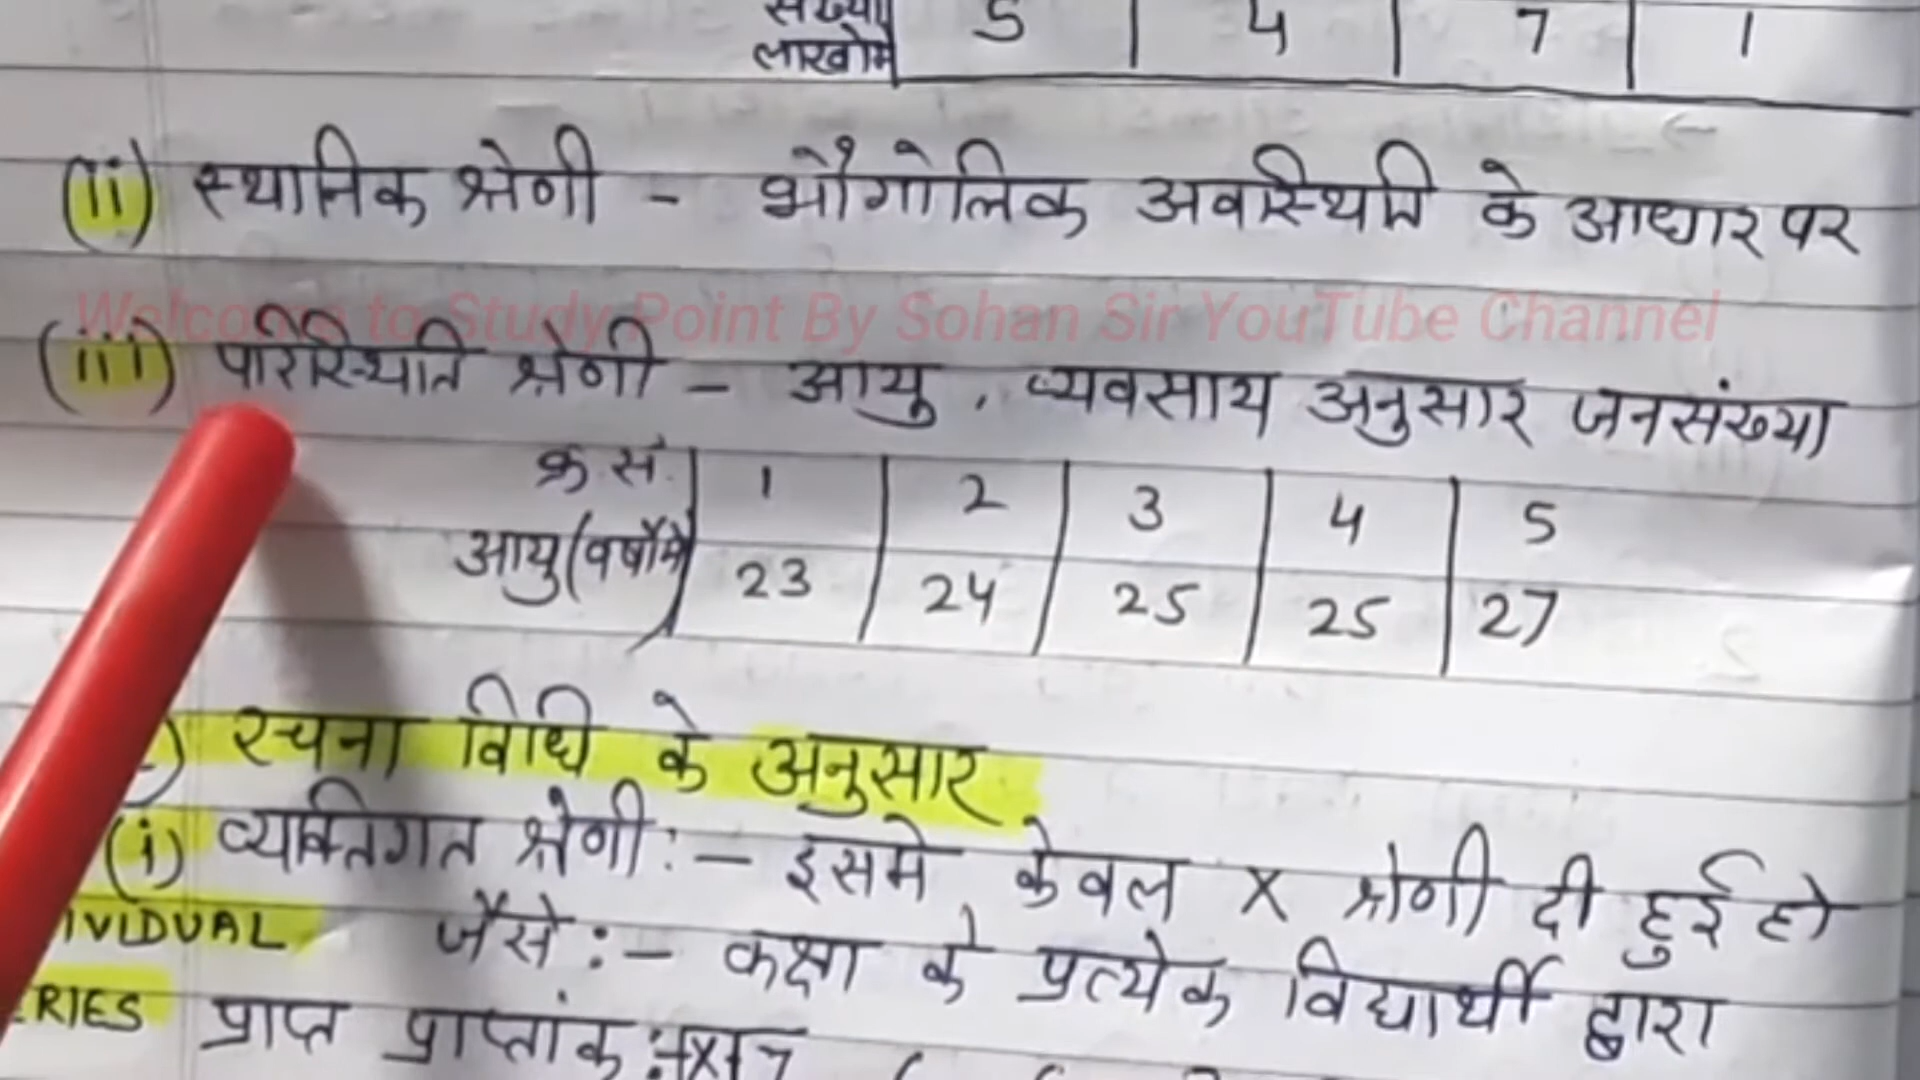 संख्या 5 4 7 1
लाखोमे
(ii) स्थानिक श्रेणी - भौगोलिक अवस्थिति के आधार पर
Welcome to Study Point By Sohan Sir YouTube Channel
(iii) परिस्थिति श्रेणी - आयु, व्यवसाय अनुसार जनसंख्या
क्र सं. 1 2 3 4 5
आयु (वर्षोमे) 23 24 25 25 27
रचना विधि के अनुसार
(i) व्यक्तिगत श्रेणी :- इसमे केवल X श्रेणी दी हुई हो
IVIDUAL जैसे :- कक्षा के प्रत्येक विद्यार्थी द्वारा
ERIES प्राप्त प्राप्तांक :-